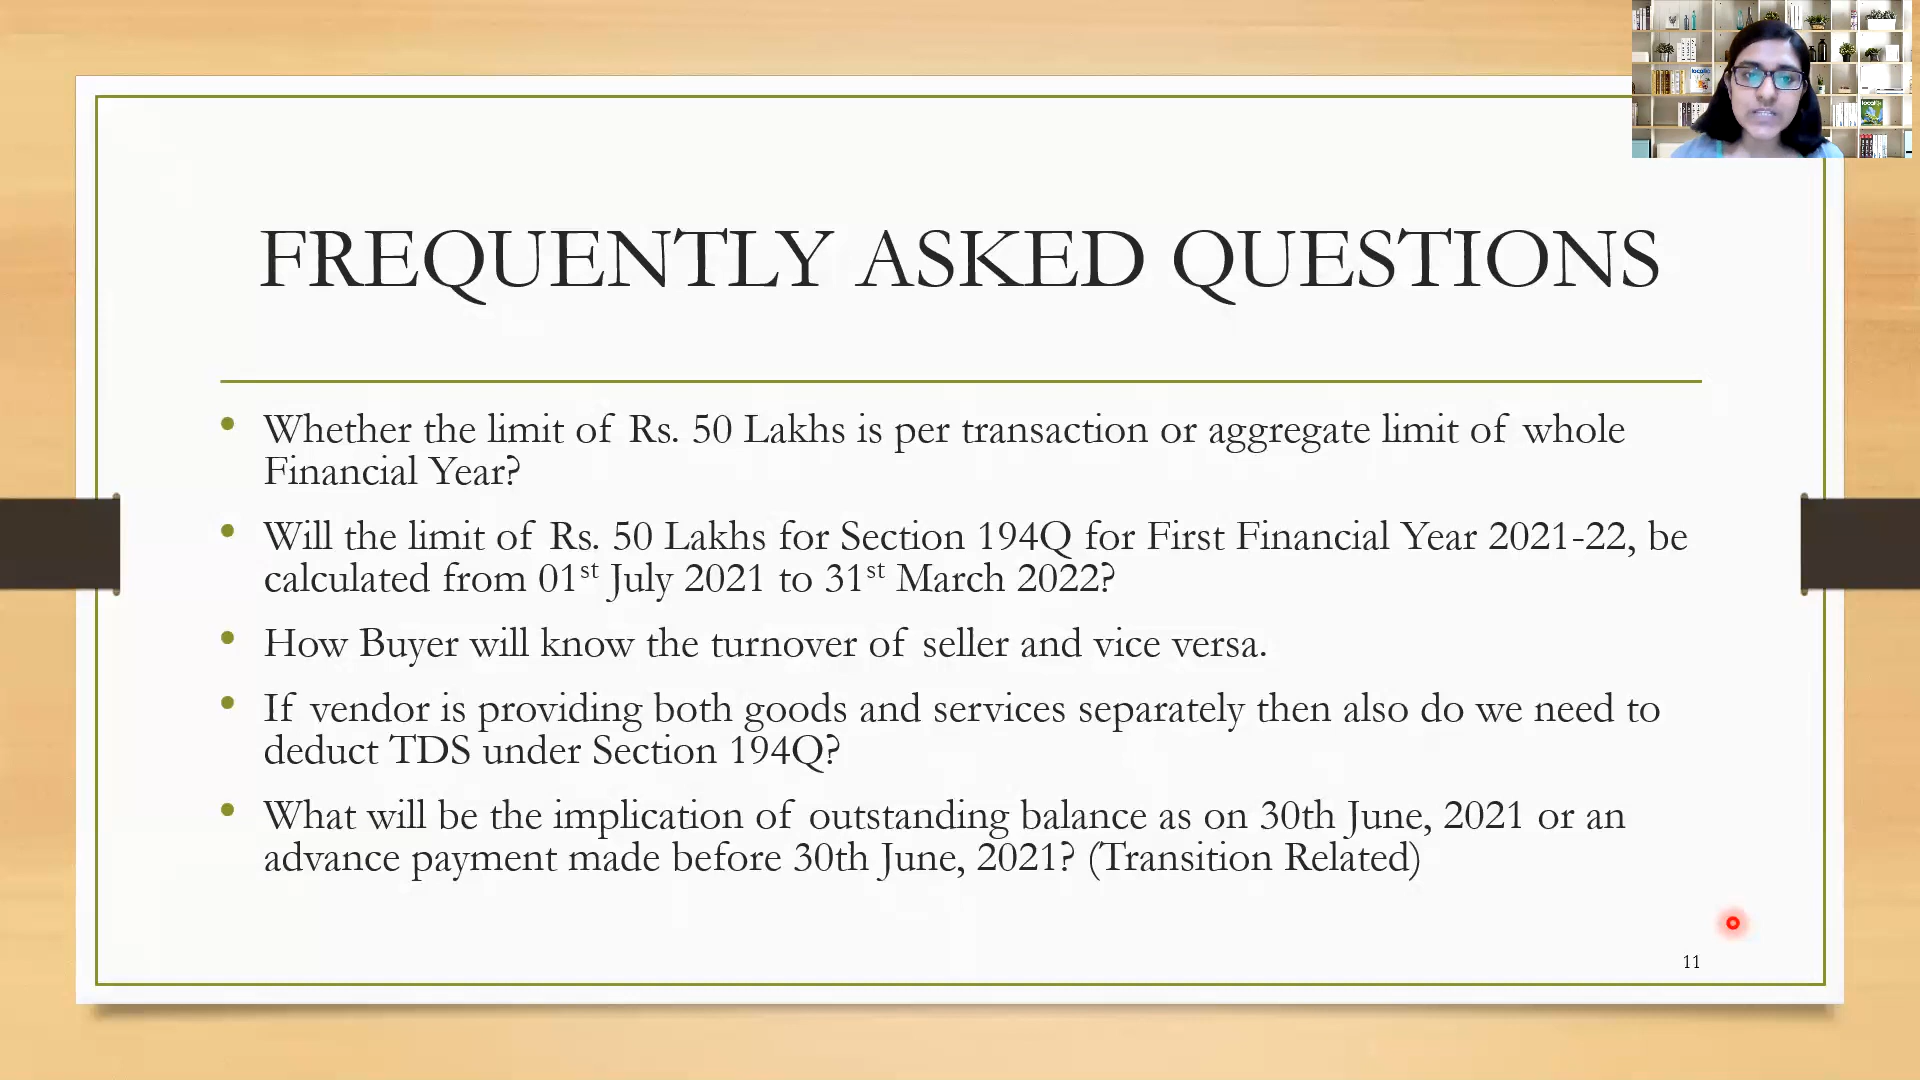 FREQUENTLY ASKED QUESTIONS
• Whether the limit of Rs. 50 Lakhs is per transaction or aggregate limit of whole
Financial Year?
• Will the limit of Rs. 50 Lakhs for Section 194Q for First Financial Year 2021-22, be
calculated from 01st July 2021 to 31st March 2022?
• How Buyer will know the turnover of seller and vice versa.
• If vendor is providing both goods and services separately then also do we need to
deduct TDS under Section 194Q?
• What will be the implication of outstanding balance as on 30th June, 2021 or an
advance payment made before 30th June, 2021? (Transition Related)
11